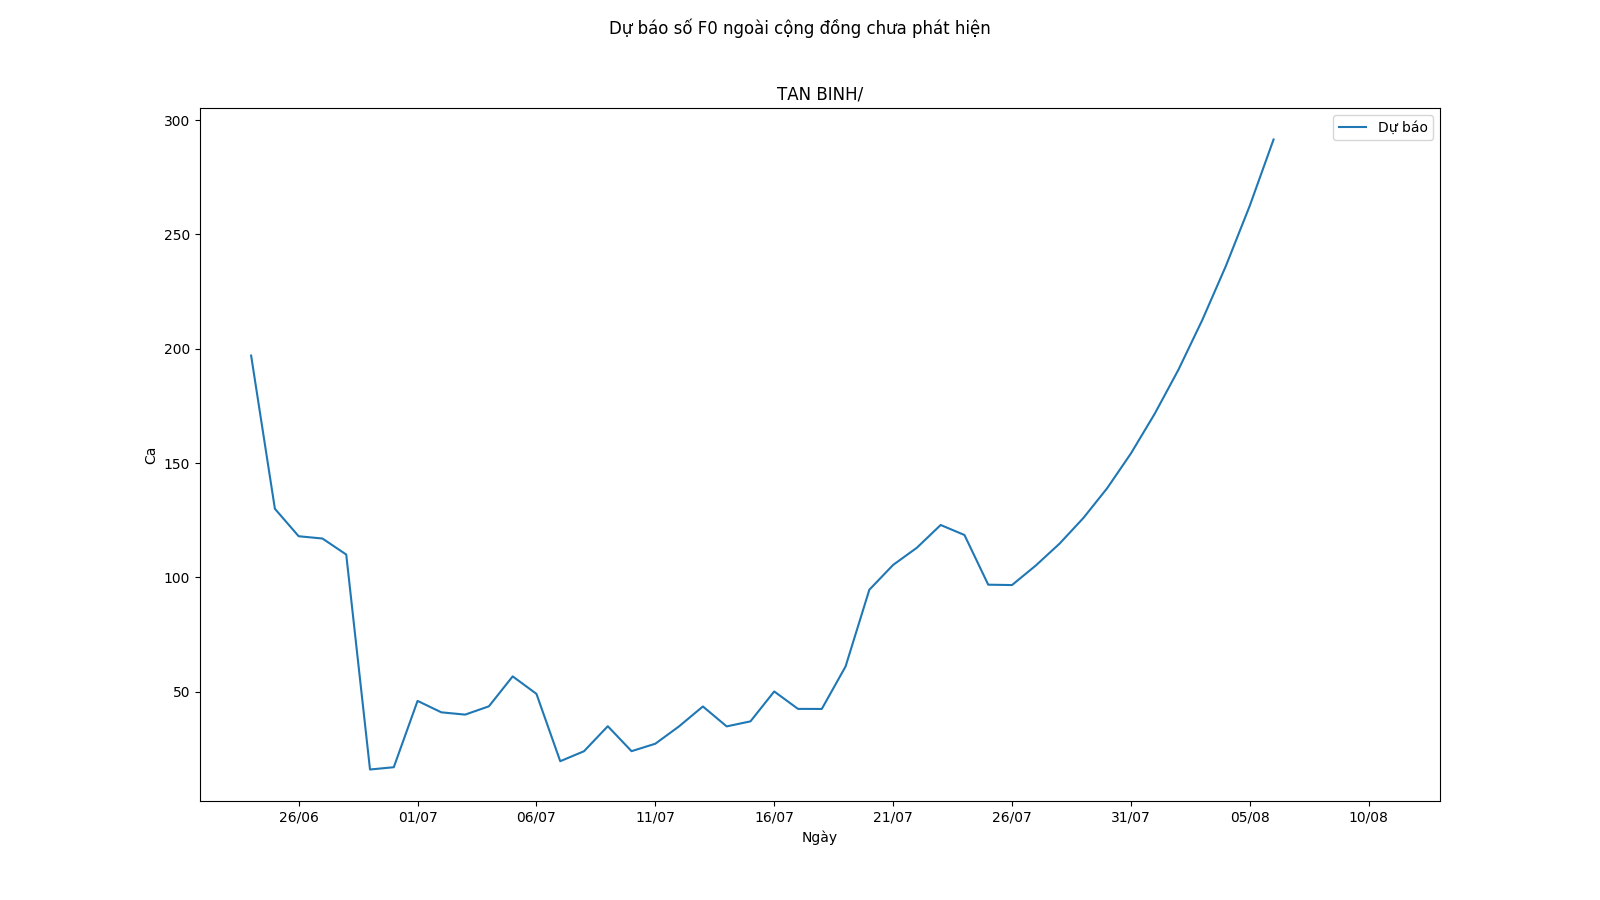 Dự báo số F0 ngoài cộng đồng chưa phát hiện
TAN BINH/
Dự báo
300
250
200
150
100
50
Ca
26/06 01/07 06/07 11/07 16/07 21/07 26/07 31/07 05/08 10/08
Ngày